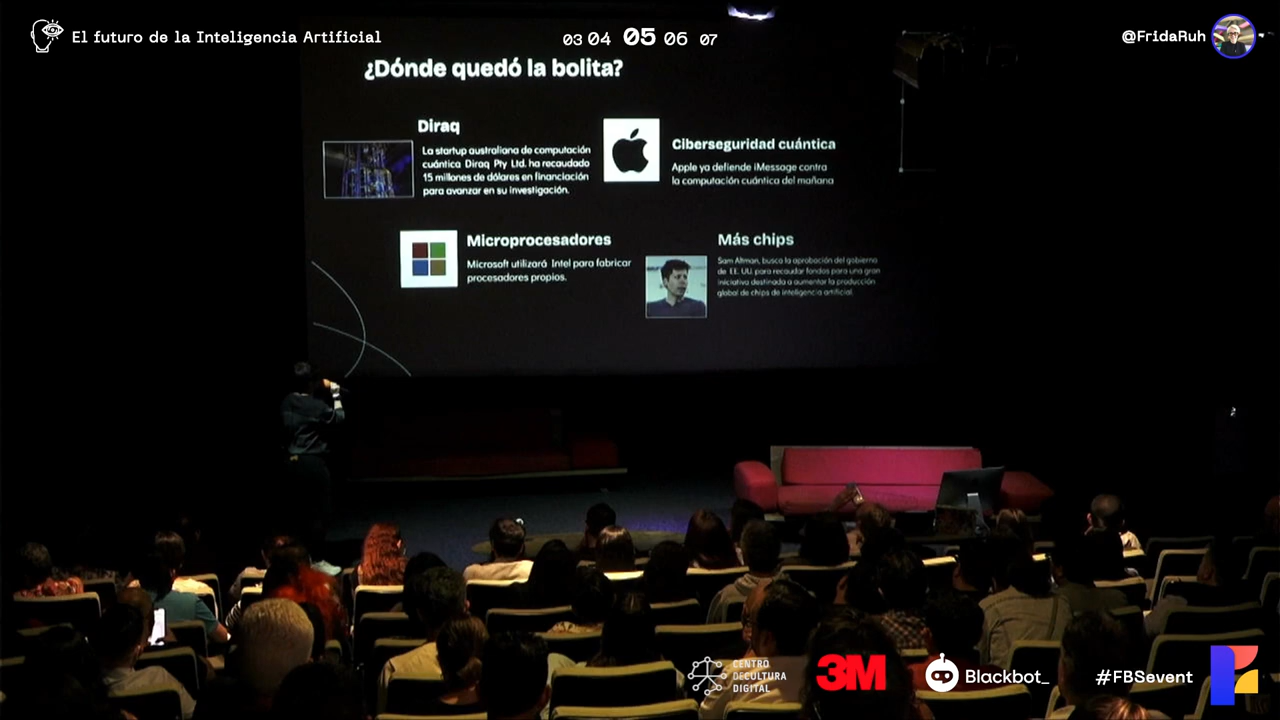 El futuro de la Inteligencia Artificial
03 04 05 06 07
@FridaRuh
¿Dónde quedó la bolita?
Diraq
La startup australiana de computación
cuántica Diraq Pty Ltd. ha recaudado
15 millones de dólares en financiación
para avanzar en su investigación.
Ciberseguridad cuántica
Apple ya defiende iMessage contra
la computación cuántica del mañana
Microprocesadores
Microsoft utilizará Intel para fabricar
procesadores propios.
Más chips
Sam Altman, busca la aprobación del gobierno
de EE. UU. para recaudar fondos para una gran
iniciativa destinada a aumentar la producción
global de chips de inteligencia artificial.
CENTRO
DECULTURA
DIGITAL
3M
Blackbot_
#FBSevent